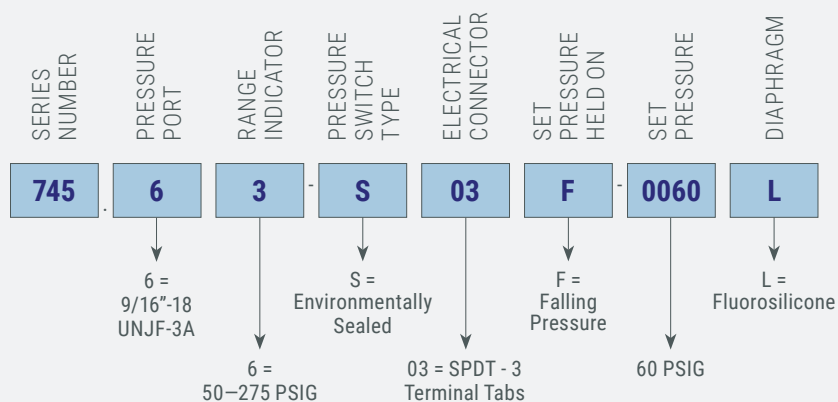 SERIES
NUMBER
PRESSURE
PORT
RANGE
INDICATOR
PRESSURE
SWITCH
TYPE
ELECTRICAL
CONNECTOR
SET
PRESSURE
HELD ON
SET
PRESSURE
DIAPHRAGM
745 . 6 3 - S 03 F - 0060 L
6 =
9/16”-18
UNJF-3A
S =
Environmentally
Sealed
F =
Falling
Pressure
L =
Fluorosilicone
6 =
50—275 PSIG
03 = SPDT - 3
Terminal Tabs
60 PSIG